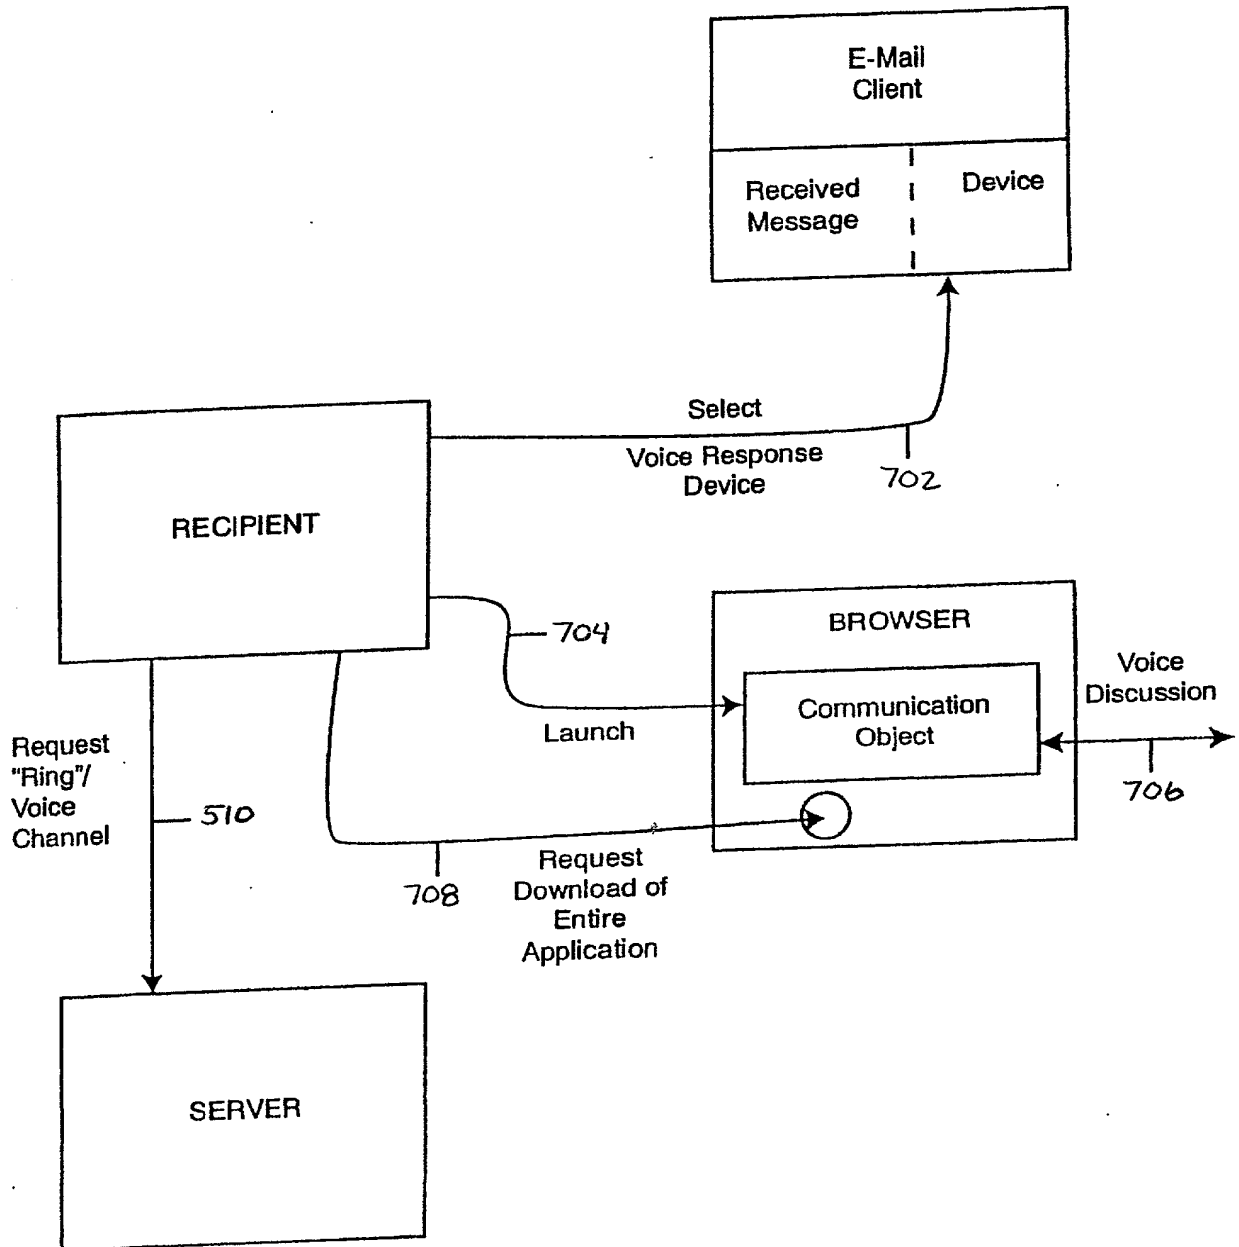 E-Mail
Client
Received
Message
Device
Select
Voice Response
Device
702
RECIPIENT
704
Launch
BROWSER
Communication
Object
Voice
Discussion
706
Request
"Ring"/
Voice
Channel
510
708
Request
Download of
Entire
Application
SERVER